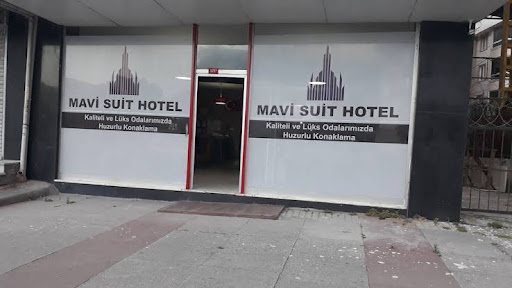 MAVİ SUİT HOTEL
Kaliteli ve Lüks Odalarımızda
Huzurlu Konaklama
MAVİ SUİT HOTEL
Kaliteli ve Lüks Odalarımızda
Huzurlu Konaklama